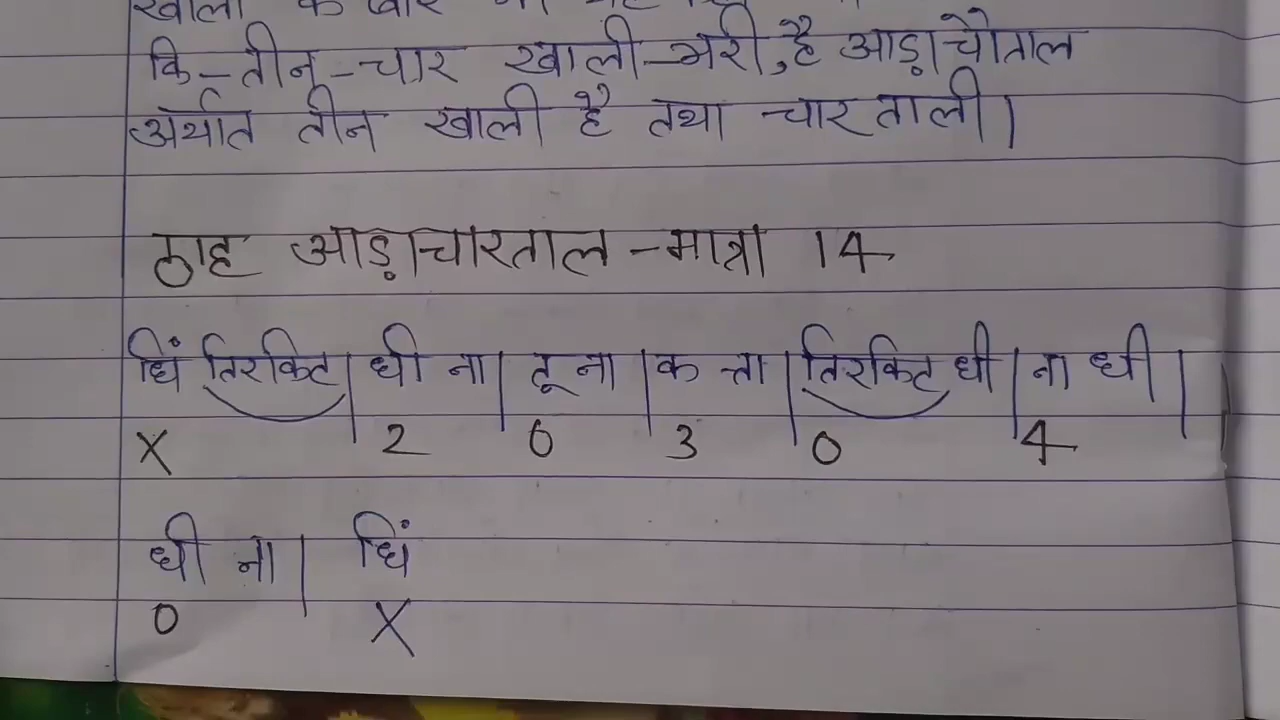 खाली के बाद
कि-तीन-चार खाली-भरी,है आड़ाचौताल
अर्थात तीन खाली है तथा चार ताली।
ठाह आड़ाचारताल-मात्रा 14
धिं तिरकिट| धी ना| तू ना |क त्ता |तिरकिट धी |ना धी |
X 2 0 3 0 4
धी ना| धिं
0 X